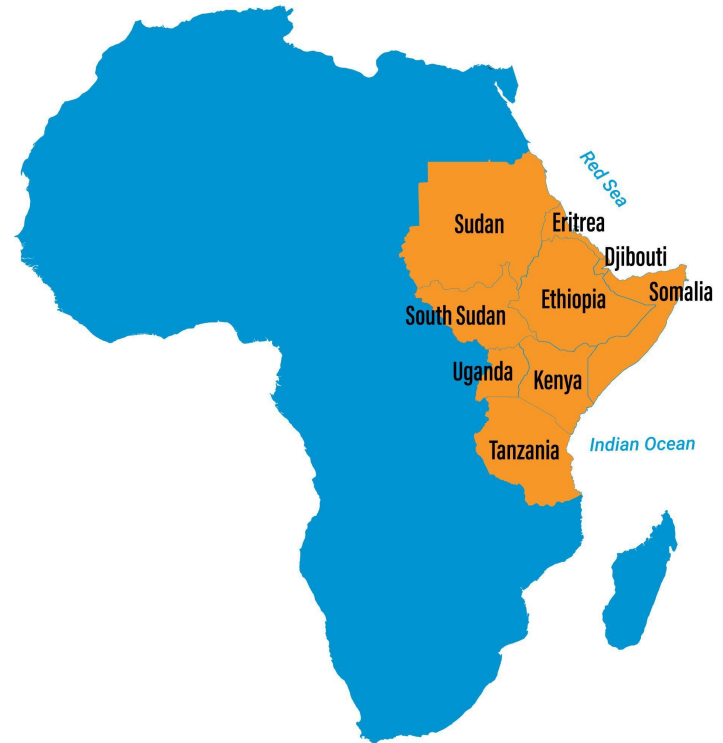 Red Sea
Sudan
Eritrea
Djibouti
Ethiopia
Somalia
South Sudan
Uganda
Kenya
Tanzania
Indian Ocean